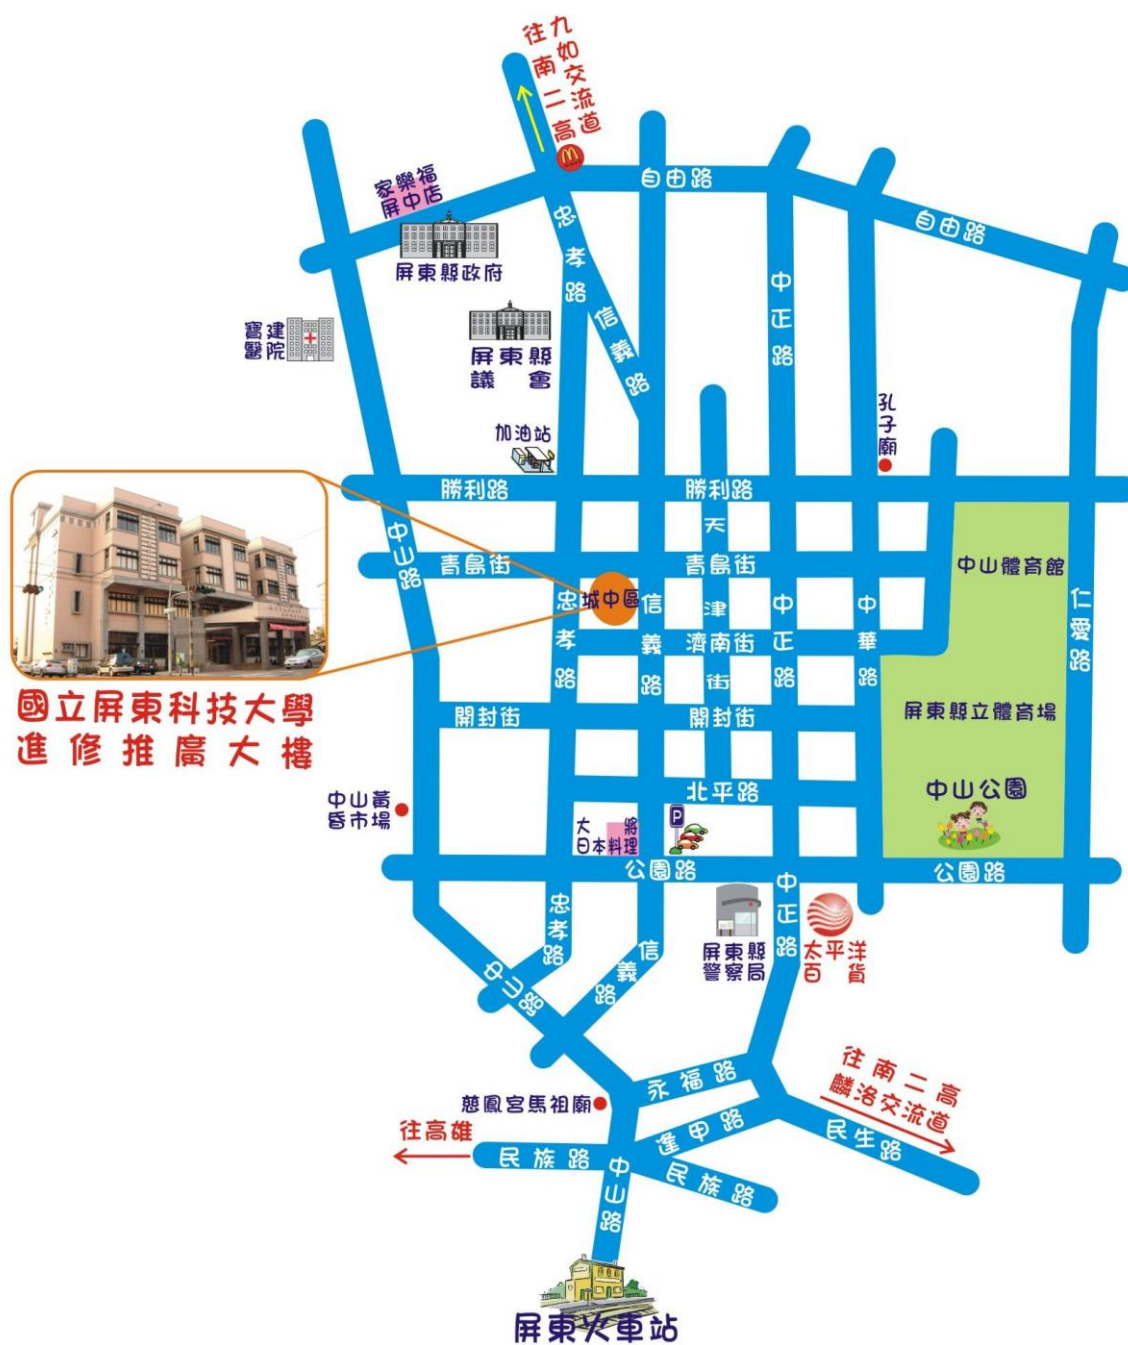 往南二高
九如交流道
家樂福
屏中店
自由路
自由路
屏東縣政府
忠孝路
信義路
中正路
寶建
醫院
屏東縣
議會
孔子廟
加油站
勝利路
勝利路
中山路
天津街
青島街
青島街
中山體育館
城中區
忠孝路
信義路
中正路
中華路
仁愛路
濟南街
國立屏東科技大學
進修推廣大樓
開封街
開封街
屏東縣立體育場
北平路
中山公園
中山黃
昏市場
大將
日本料理
P
公園路
公園路
忠孝路
信義路
中正路
屏東縣
警察局
太平洋
百貨
中山路
永福路
往南二高
麟洛交流道
慈鳳宮馬祖廟
往高雄
逢甲路
民生路
民族路
民族路
中山路
屏東火車站